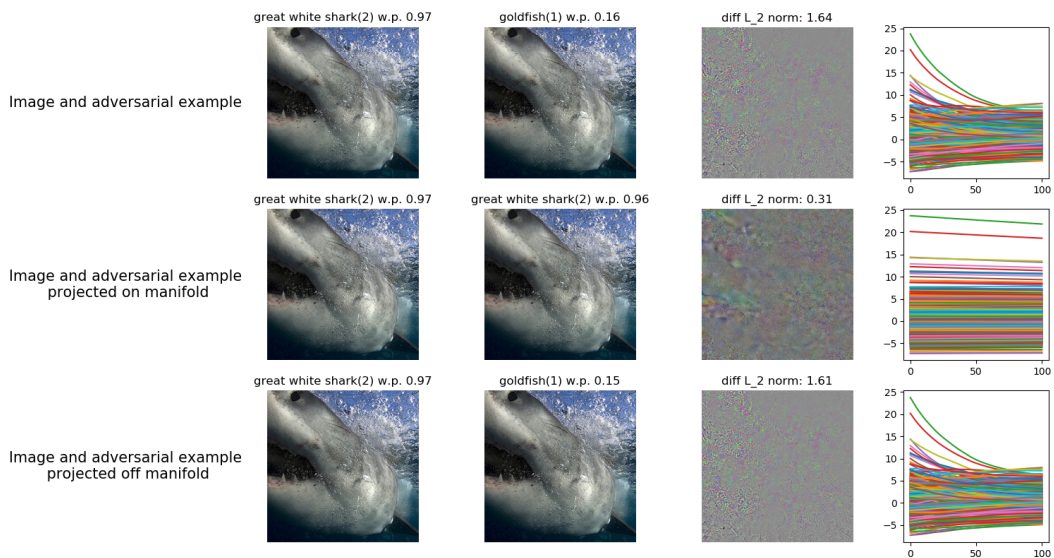 great white shark(2) w.p. 0.97
goldfish(1) w.p. 0.16
diff L_2 norm: 1.64
Image and adversarial example
25
20
15
10
5
0
−5
0
50
100
great white shark(2) w.p. 0.97
great white shark(2) w.p. 0.96
diff L_2 norm: 0.31
Image and adversarial example
projected on manifold
25
20
15
10
5
0
−5
0
50
100
great white shark(2) w.p. 0.97
goldfish(1) w.p. 0.15
diff L_2 norm: 1.61
Image and adversarial example
projected off manifold
25
20
15
10
5
0
−5
0
50
100